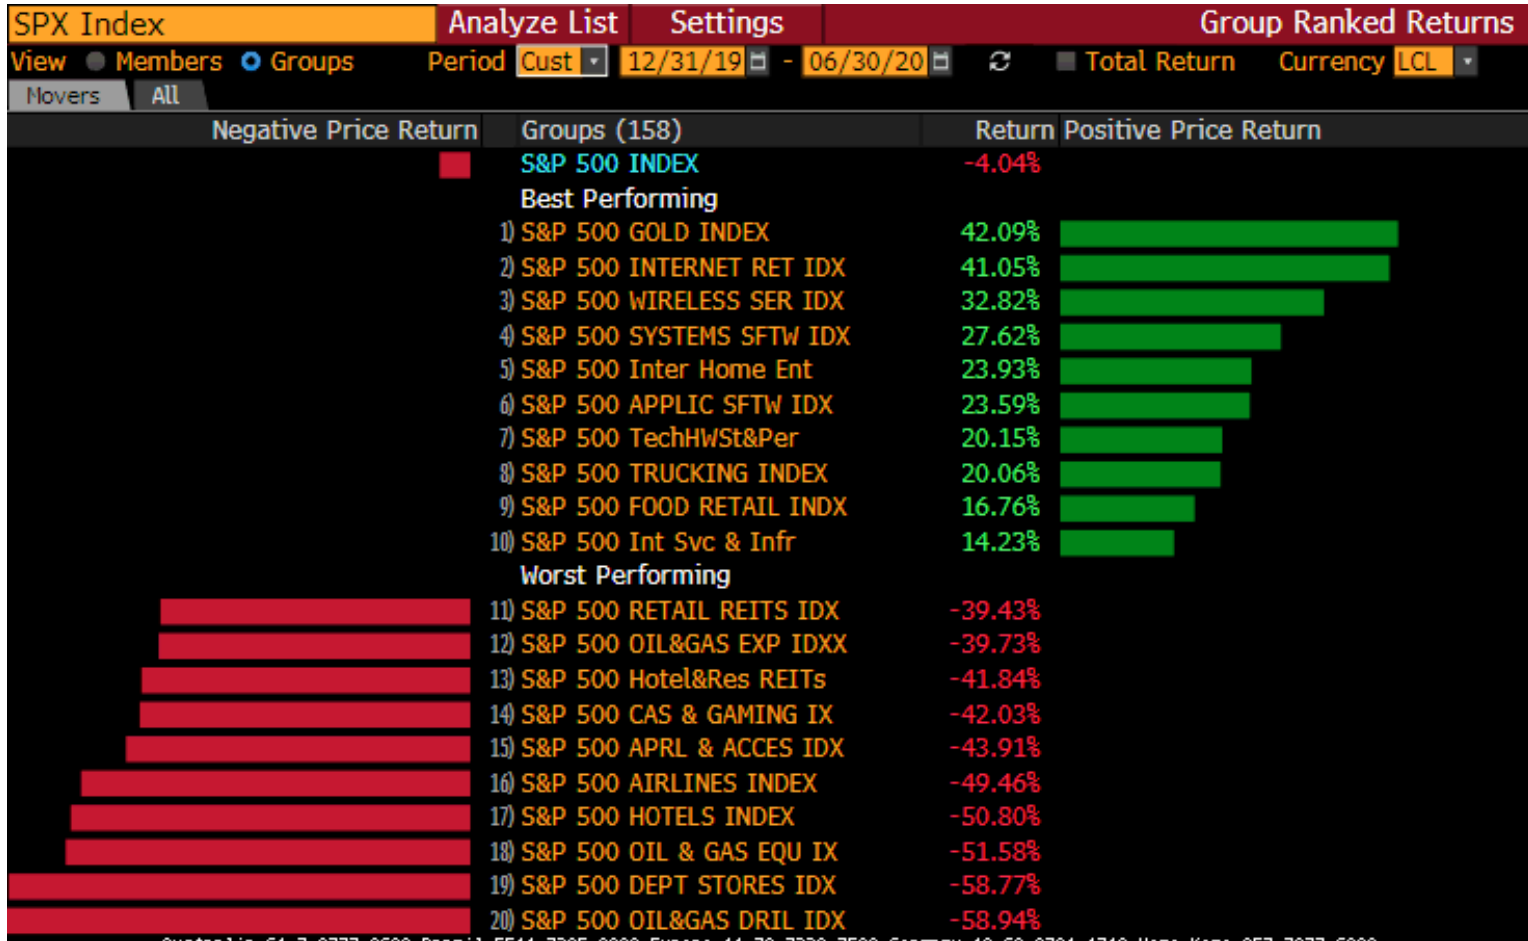 SPX Index Analyze List Settings Group Ranked Returns
View Members Groups Period Cust 12/31/19 - 06/30/20 Total Return Currency LCL
Movers All
Negative Price Return Groups (158) Return Positive Price Return
S&P 500 INDEX -4.04%
Best Performing
1) S&P 500 GOLD INDEX 42.09%
2) S&P 500 INTERNET RET IDX 41.05%
3) S&P 500 WIRELESS SER IDX 32.82%
4) S&P 500 SYSTEMS SFTW IDX 27.62%
5) S&P 500 Inter Home Ent 23.93%
6) S&P 500 APPLIC SFTW IDX 23.59%
7) S&P 500 TechHWSt&Per 20.15%
8) S&P 500 TRUCKING INDEX 20.06%
9) S&P 500 FOOD RETAIL INDX 16.76%
10) S&P 500 Int Svc & Infr 14.23%
Worst Performing
11) S&P 500 RETAIL REITS IDX -39.43%
12) S&P 500 OIL&GAS EXP IDXX -39.73%
13) S&P 500 Hotel&Res REITs -41.84%
14) S&P 500 CAS & GAMING IX -42.03%
15) S&P 500 APRL & ACCES IDX -43.91%
16) S&P 500 AIRLINES INDEX -49.46%
17) S&P 500 HOTELS INDEX -50.80%
18) S&P 500 OIL & GAS EQU IX -51.58%
19) S&P 500 DEPT STORES IDX -58.77%
20) S&P 500 OIL&GAS DRIL IDX -58.94%